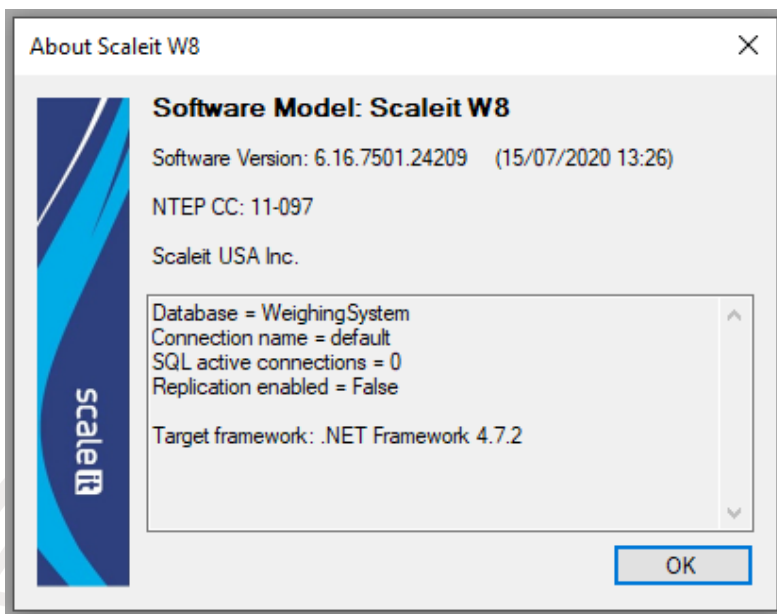 About Scaleit W8
Software Model: Scaleit W8
Software Version: 6.16.7501.24209 (15/07/2020 13:26)
NTEP CC: 11-097
Scaleit USA Inc.
Database = WeighingSystem
Connection name = default
SQL active connections = 0
Replication enabled = False
Target framework: .NET Framework 4.7.2
scaleit
OK